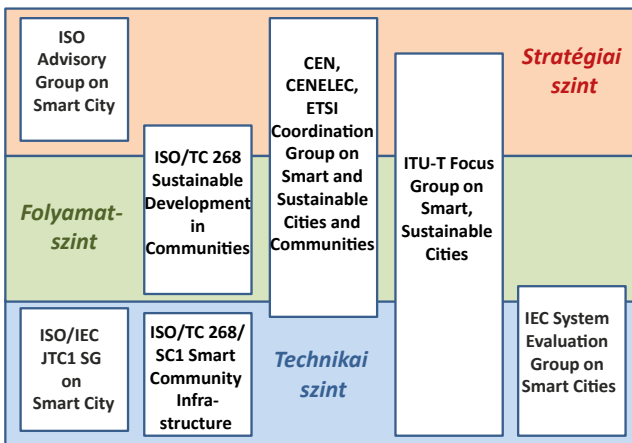 ISO
Advisory
Group on
Smart City
CEN,
CENELEC,
ETSI
Coordination
Group on
Smart and
Sustainable
Cities and
Communities
Stratégiai
szint
ISO/TC 268
Sustainable
Development
in
Communities
ITU-T Focus
Group on
Smart,
Sustainable
Cities
Folyamat-
szint
ISO/IEC
JTC1 SG
on
Smart City
ISO/TC 268/
SC1 Smart
Community
Infra-
structure
Technikai
szint
IEC System
Evaluation
Group on
Smart Cities